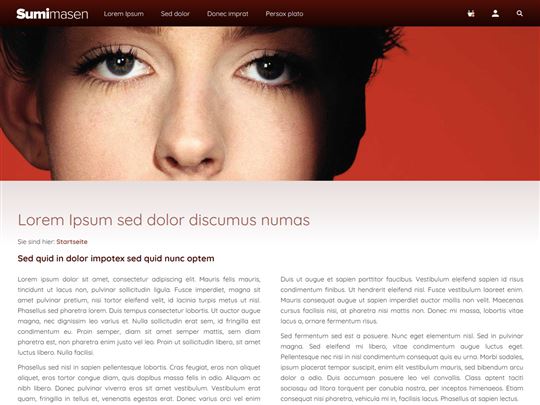 Sumimasen
Lorem Ipsum
Sed dolor
Donec imprat
Persox plato
Lorem Ipsum sed dolor discumus numas
Sie sind hier: Startseite
Sed quid in dolor impotex sed quid nunc optem
Lorem ipsum dolor sit amet, consectetur adipiscing elit. Mauris felis mauris,
tincidunt ut lacus non, pulvinar sollicitudin ligula. Fusce imperdiet, magna sit
amet pulvinar pretium, nisi tortor eleifend velit, id lacinia turpis metus ut nisl.
Phasellus sed pharetra lorem. Duis tempus consectetur lobortis. Ut auctor augue
magna, nec dignissim leo varius et. Nulla sollicitudin erat sem, id fringilla est
condimentum eu. Proin semper, diam sit amet semper mattis, sem diam
pharetra est, non pharetra enim justo vel leo. Proin ut sollicitudin libero, sit amet
luctus libero. Nulla facilisi.
Phasellus sed nisl in sapien pellentesque lobortis. Cras feugiat, eros non aliquet
aliquet, eros tortor congue diam, quis dapibus massa felis in odio. Aliquam ac
nibh libero. Donec pharetra viverra eros sit amet vestibulum. Vestibulum erat
quam, fringilla in tellus et, venenatis egestas erat. Donec varius elit enim
Duis ut augue et sapien porttitor faucibus. Vestibulum eleifend sapien id risus
condimentum finibus. Ut hendrerit eleifend nisl. Fusce vestibulum laoreet enim.
Mauris consequat augue ut sapien imperdiet auctor mollis non velit. Maecenas
cursus facilisis nisi, at pharetra nisi mattis non. Donec mi massa, lobortis vitae
lacus a, ornare fermentum risus.
Sed fermentum sed est a posuere. Nunc eget elementum nisl. Sed in pulvinar
magna. Sed eleifend mi libero, vitae condimentum augue luctus eget.
Pellentesque nec nisi in nisl condimentum consequat quis eu urna. Morbi sodales,
ipsum placerat tempor suscipit, enim elit vestibulum mauris, sed bibendum arcu
dolor a odio. Duis accumsan posuere leo vel convallis. Class aptent taciti
sociosqu ad litora torquent per conubia nostra, per inceptos himenaeos. Etiam
consequat nisi pharetra, vehicula mi in, facilisis lacus. Phasellus at sapien lorem.